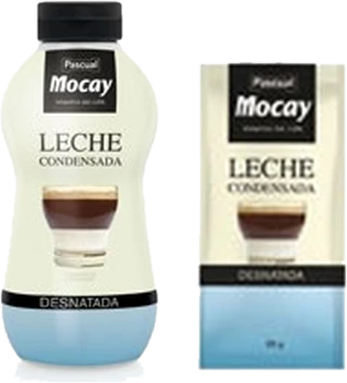 Pascual
Mocay
LECHE
CONDENSADA
DESNATADA
Pascual
Mocay
LECHE
CONDENSADA
DESNATADA